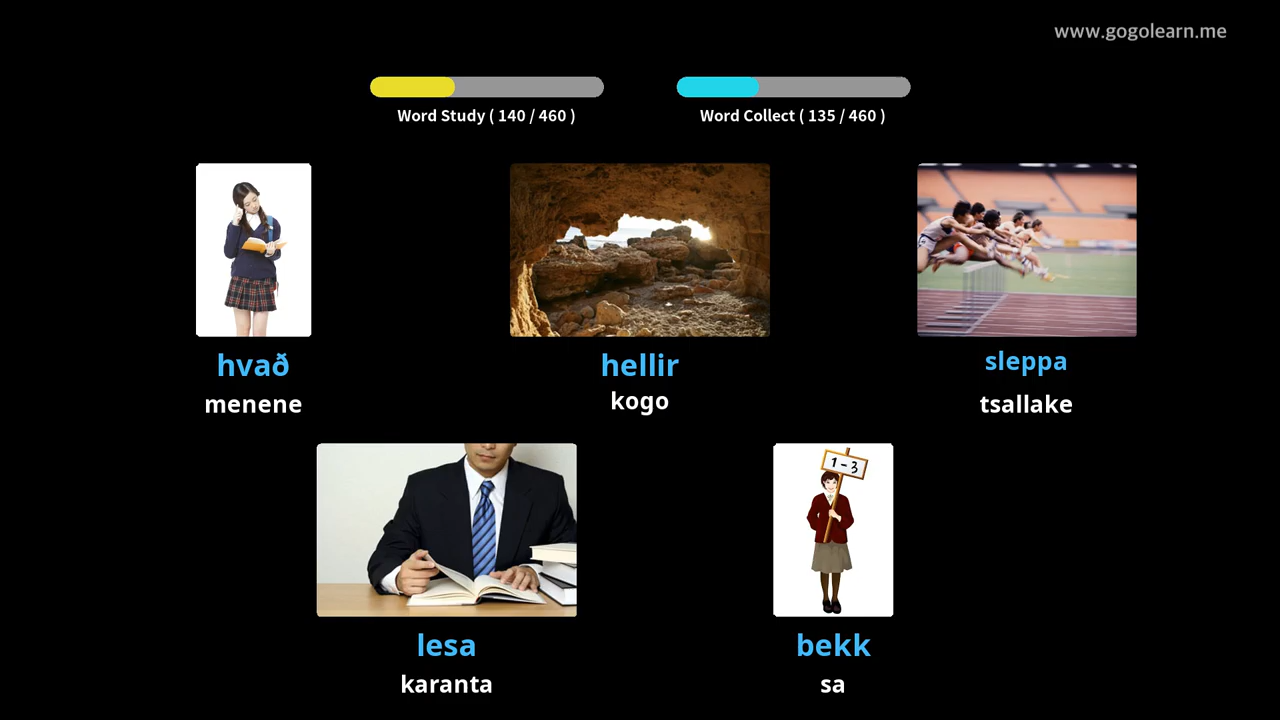 www.gogolearn.me
Word Study ( 140 / 460 )
Word Collect ( 135 / 460 )
hvað
menene
hellir
kogo
sleppa
tsallake
1-3
lesa
karanta
bekk
sa